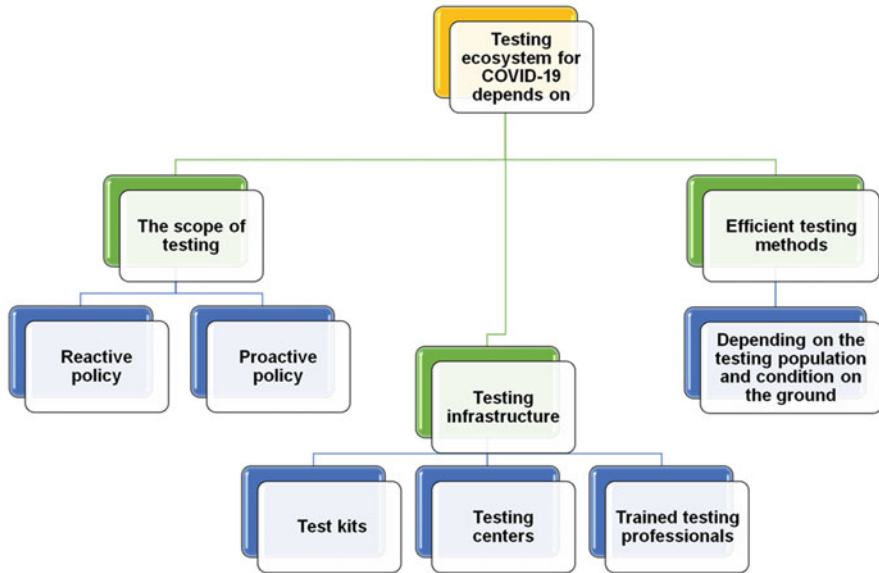 Testing
ecosystem for
COVID-19
depends on
The scope of
testing
Efficient testing
methods
Reactive
policy
Proactive
policy
Depending on the
testing population
and condition on
the ground
Testing
infrastructure
Test kits
Testing
centers
Trained testing
professionals